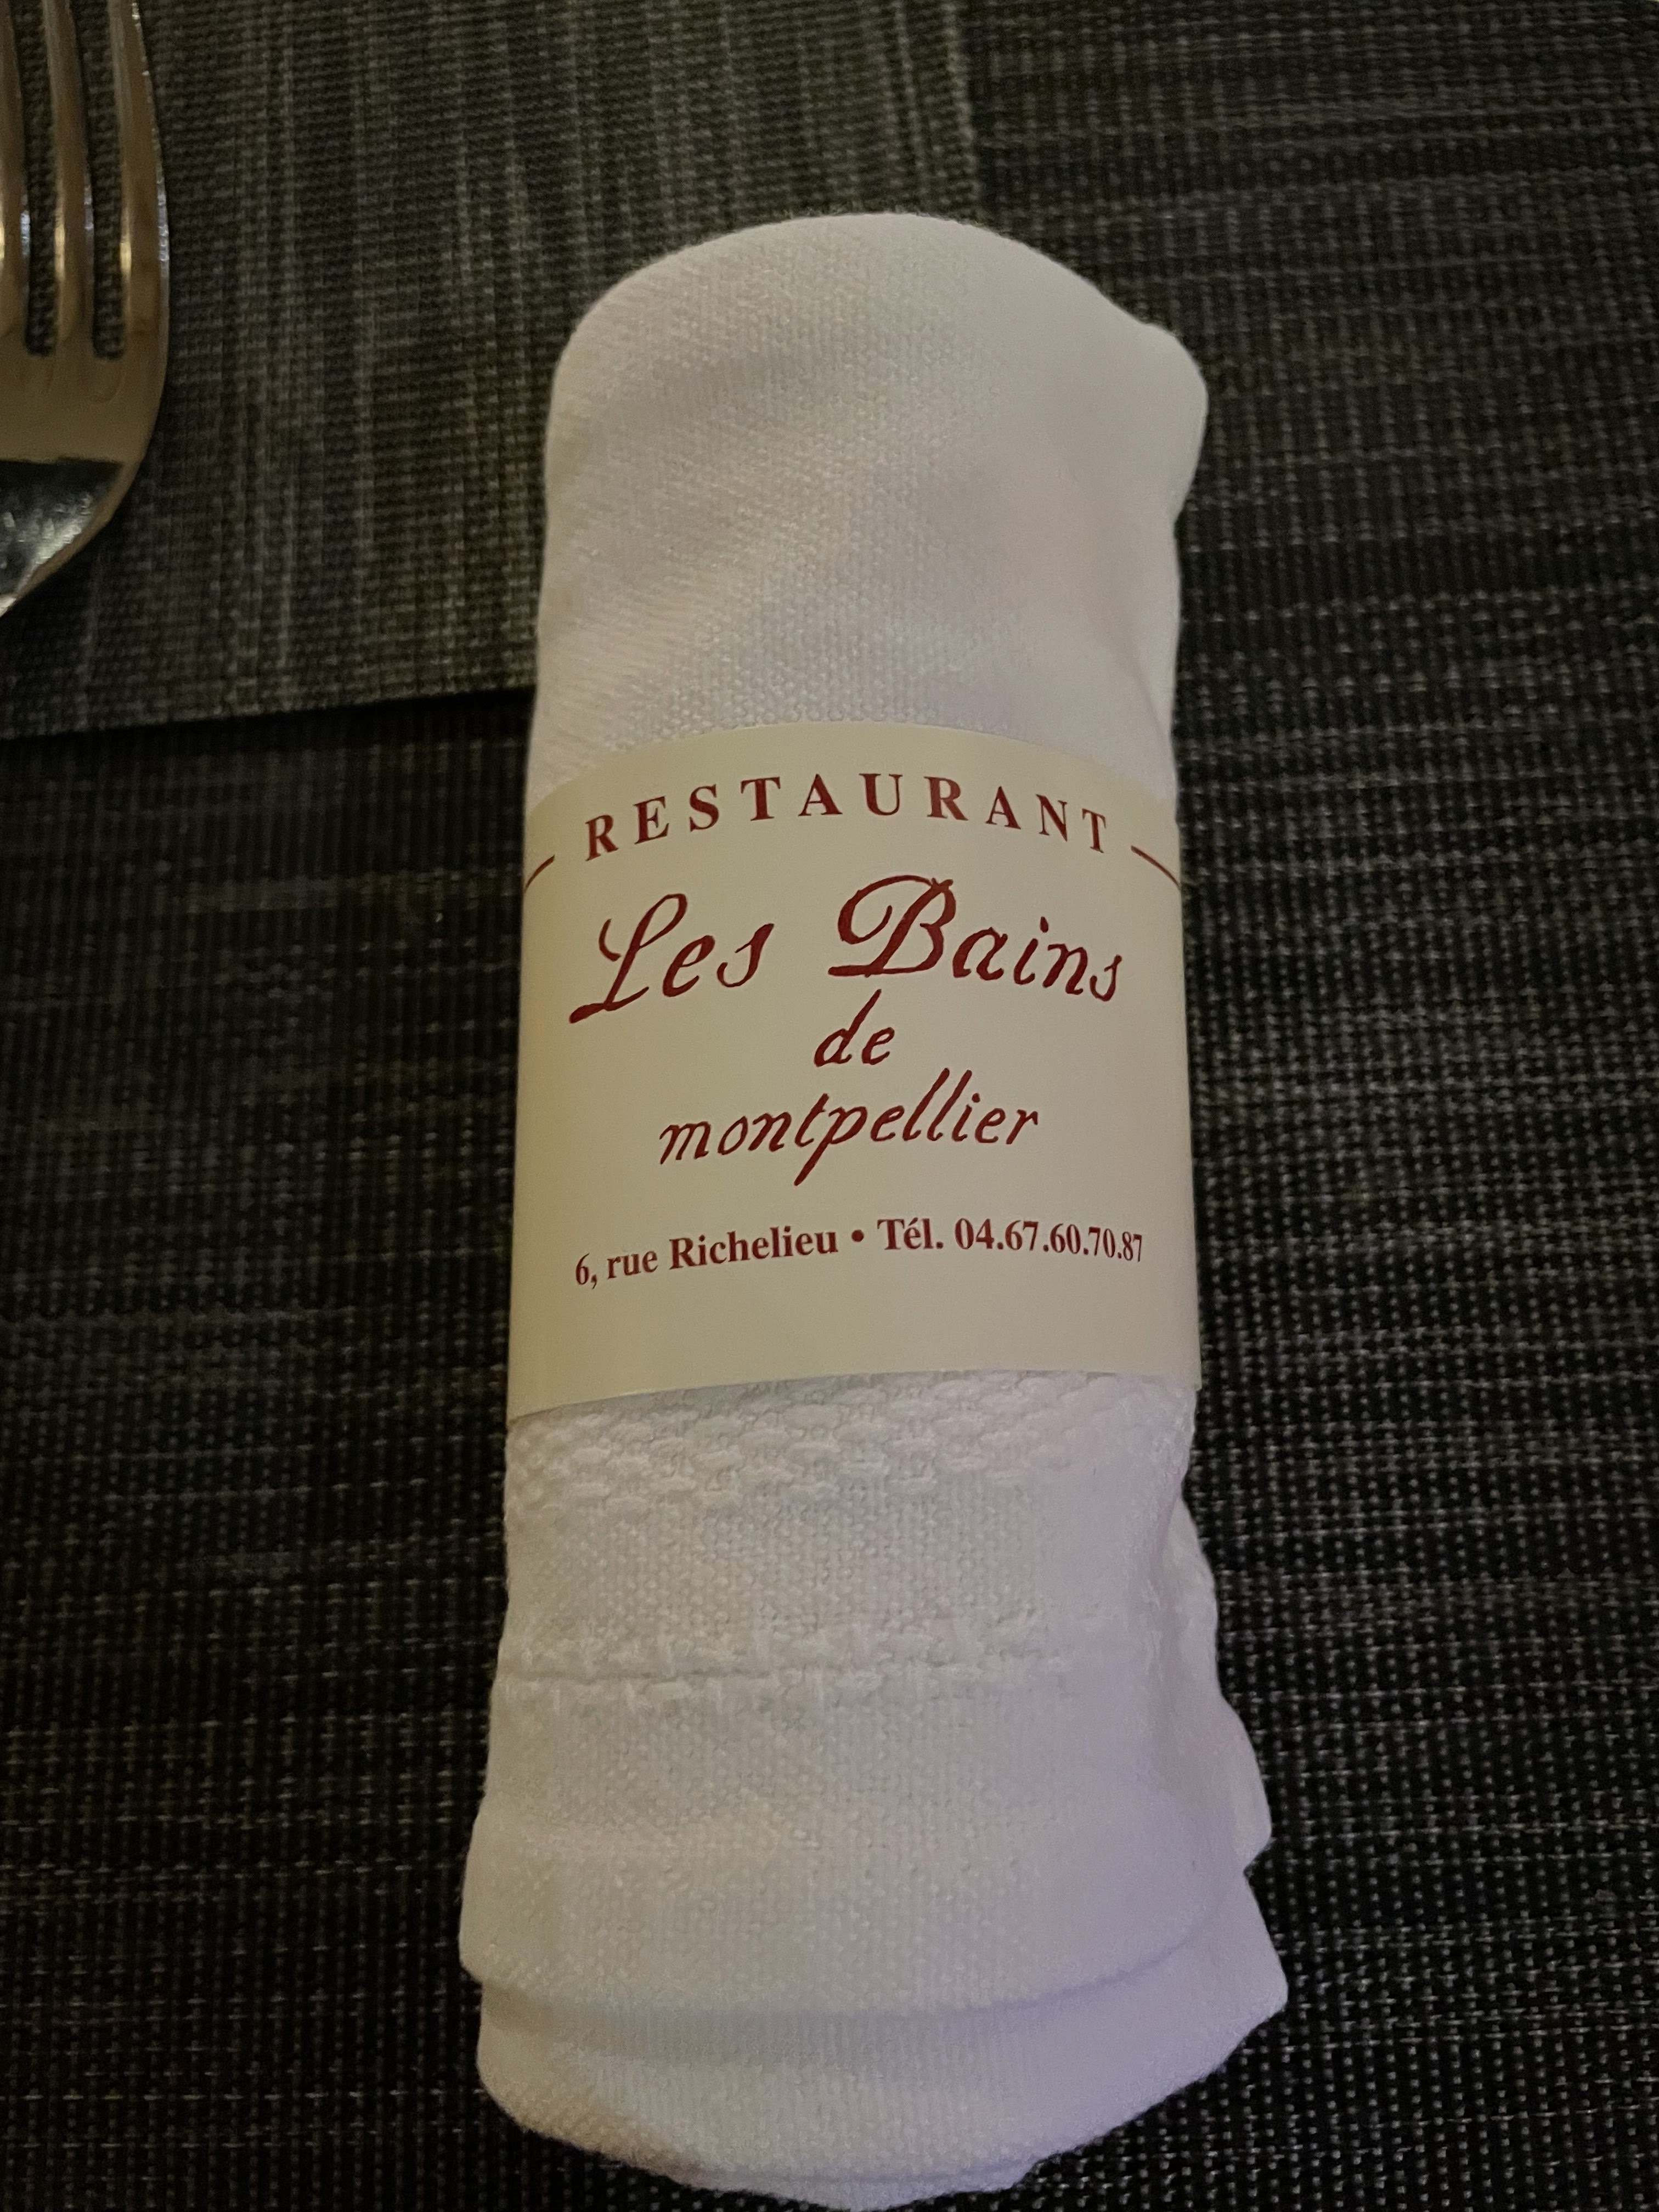 RESTAURANT
Les Bains
de
montpellier
6, rue Richelieu • Tél. 04.67.60.70.87